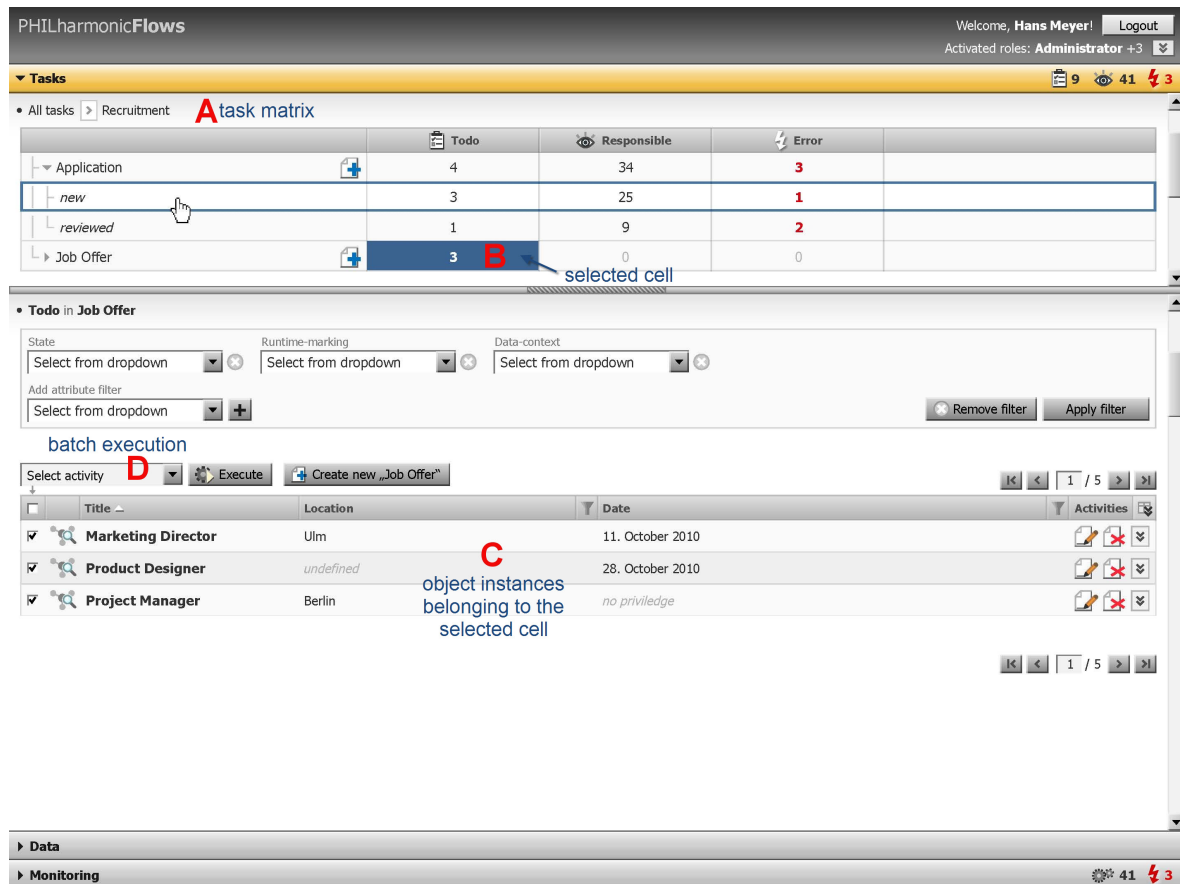 PHILharmonicFlows
Welcome, Hans Meyer! Logout
Activated roles: Administrator +3
Tasks 9 41 3
• All tasks > Recruitment A task matrix
Todo Responsible Error
Application 4 34 3
new 3 25 1
reviewed 1 9 2
Job Offer 3 B 0 0
selected cell
• Todo in Job Offer
State Runtime-marking Data-context
Select from dropdown Select from dropdown Select from dropdown
Add attribute filter
Select from dropdown Remove filter Apply filter
batch execution
Select activity D Execute Create new „Job Offer“
1 / 5
Title Location Date Activities
Marketing Director Ulm 11. October 2010
Product Designer undefined 28. October 2010
Project Manager Berlin no priviledge
C
object instances
belonging to the
selected cell
1 / 5
Data
Monitoring 41 3